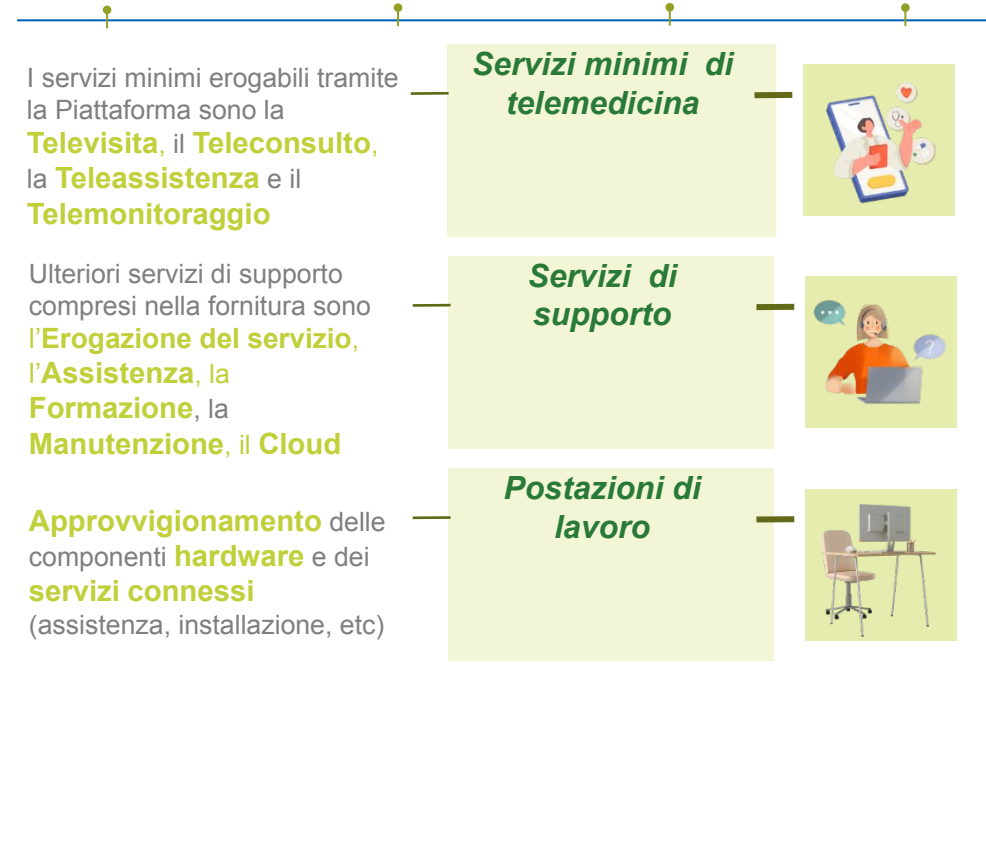 I servizi minimi erogabili tramite
la Piattaforma sono la
Televisita, il Teleconsulto,
la Teleassistenza e il
Telemonitoraggio
Servizi minimi  di
telemedicina
Ulteriori servizi di supporto
compresi nella fornitura sono
l’Erogazione del servizio,
l’Assistenza, la
Formazione, la
Manutenzione, il Cloud
Servizi  di
supporto
?
Approvvigionamento delle
componenti hardware e dei
servizi connessi
(assistenza, installazione, etc)
Postazioni di
lavoro